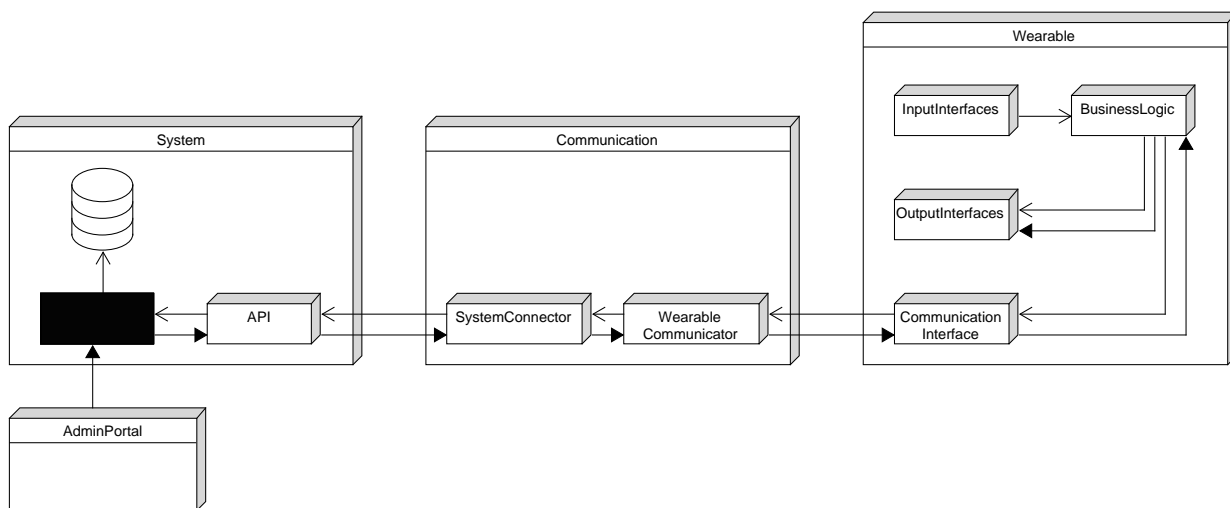 Wearable
InputInterfaces
BusinessLogic
System
Communication
OutputInterfaces
API
SystemConnector
Wearable
Communicator
Communication
Interface
AdminPortal